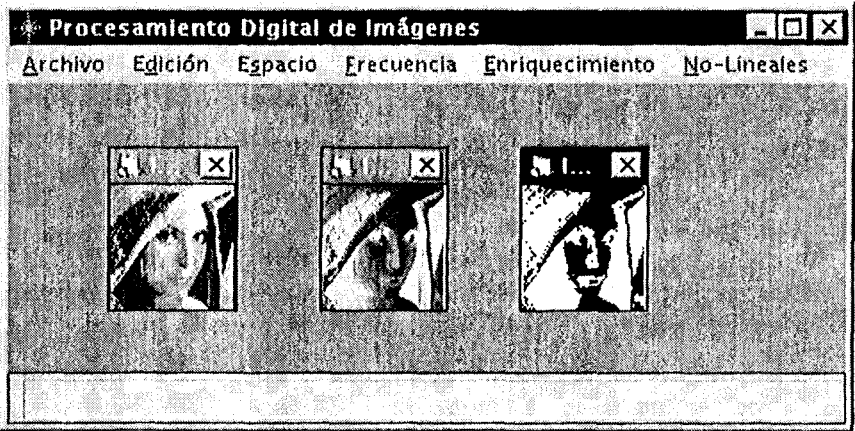 Procesamiento Digital de Imágenes
Archivo Edición Espacio Frecuencia Enriquecimiento No-Lineales
I...